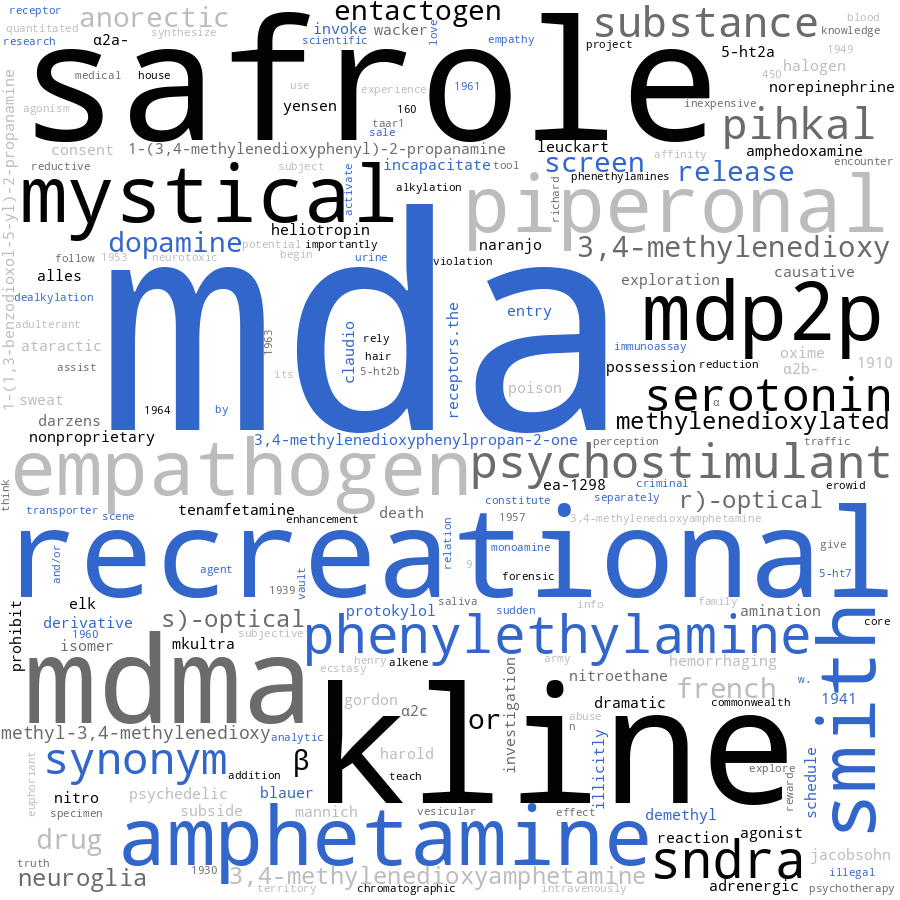 receptor
anorectic
entactogen
substance
blood
quantitated
synthesize
invoke
wacker
love
knowledge
research
α2a-
scientific
empathy
project
5-ht2a
1949
safrole
medical
house
use
experience
1961
450
halogen
norepinephrine
agonism
yensen
160
taar1
sale
inexpensive
pihkal
consent
1-(3,4-methylenedioxyphenyl)-2-propanamine
leuckart
amphedoxamine
reductive
subject
activate
incapacitate
tool
screen
affinity
release
encounter
mystical
alkylation
phenethylamines
richard
piperonal
1-(1,3-benzodioxol-5-yl)-2-propanamine
heliotropin
dopamine
potential
importantly
naranjo
3,4-methylenedioxy
follow
1953
neurotoxic
begin
urine
violation
alles
exploration
causative
dealkylation
mda
mdp2p
adulterant
1963
claudio
rely
hair
5-ht2b
receptors.the
entry
ataractic
immunoassay
oxime
α2b-
1910
assist
its
possession
reduction
poison
serotonin
sweat
1964
by
α
darzens
methylenedioxylated
nonproprietary
3,4-methylenedioxyphenylpropan-2-one
perception
traffic
empathogen
psychostimulant
think
ea-1298
criminal
erowid
constitute
separately
r)-optical
transporter
scene
tenamfetamine
enhancement
death
1957
3,4-methylenedioxyamphetamine
recreational
and/or
agent
relation
monoamine
9
give
forensic
5-ht7
1939
vault
elk
saliva
info
family
prohibit
derivative
s)-optical
protokylol
sudden
amination
core
1960
subjective
isomer
mkultra
phenylethylamine
smith
mdma
ecstasy
henry
alkene
army
hemorrhaging
nitroethane
w.
french
kline
gordon
α2c
or
investigation
dramatic
commonwealth
1941
abuse
n
methyl-3,4-methylenedioxy
analytic
illicitly
synonym
β
harold
addition
teach
explore
reward
schedule
euphoriant
nitro
psychedelic
blauer
specimen
subside
mannich
vesicular
effect
demethyl
drug
amphetamine
reaction
agonist
sndra
jacobsohn
truth
1930
neuroglia
3,4-methylenedioxyamphetamine
illegal
adrenergic
territory
chromatographic
intravenously
psychotherapy